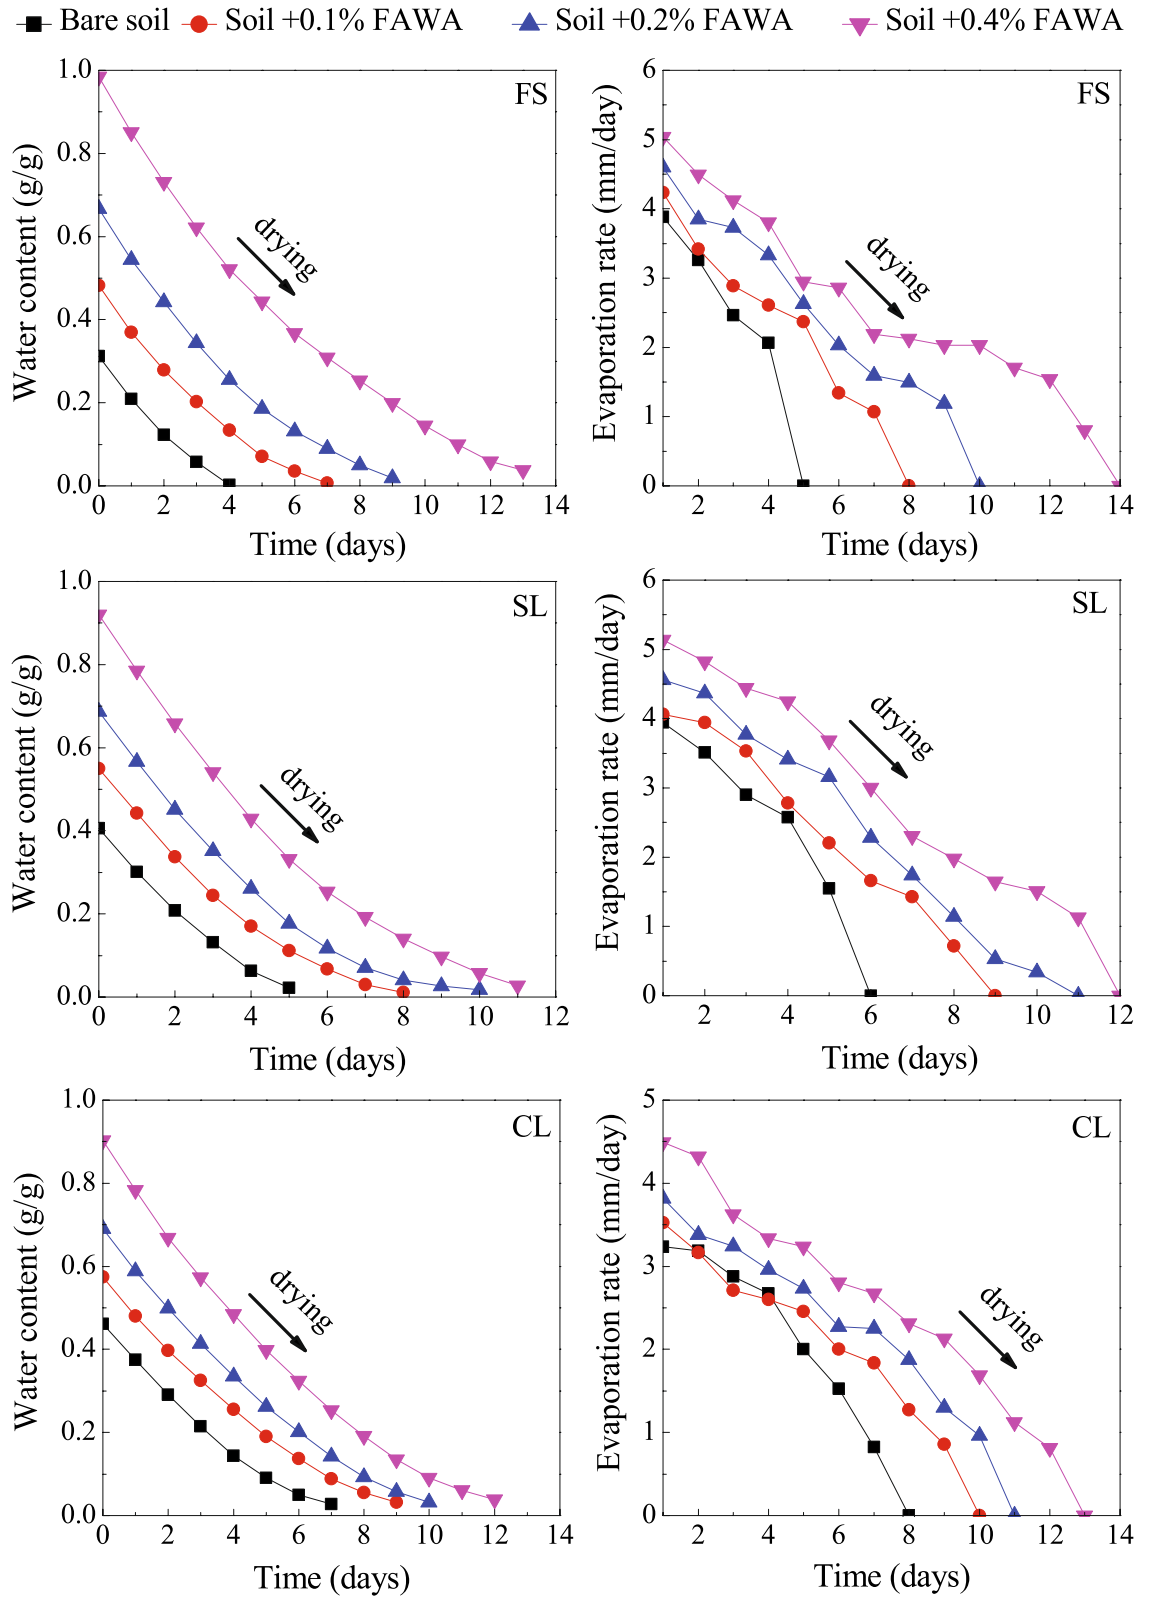 Bare soil Soil +0.1% FAWA Soil +0.2% FAWA Soil +0.4% FAWA
FS
Water content (g/g)
1.0
0.8
0.6
0.4
0.2
0.0
drying
0 2 4 6 8 10 12 14
Time (days)
FS
Evaporation rate (mm/day)
6
5
4
3
2
1
0
drying
2 4 6 8 10 12 14
Time (days)
SL
Water content (g/g)
1.0
0.8
0.6
0.4
0.2
0.0
drying
0 2 4 6 8 10 12
Time (days)
SL
Evaporation rate (mm/day)
6
5
4
3
2
1
0
drying
2 4 6 8 10 12
Time (days)
CL
Water content (g/g)
1.0
0.8
0.6
0.4
0.2
0.0
drying
0 2 4 6 8 10 12 14
Time (days)
CL
Evaporation rate (mm/day)
5
4
3
2
1
0
drying
2 4 6 8 10 12 14
Time (days)